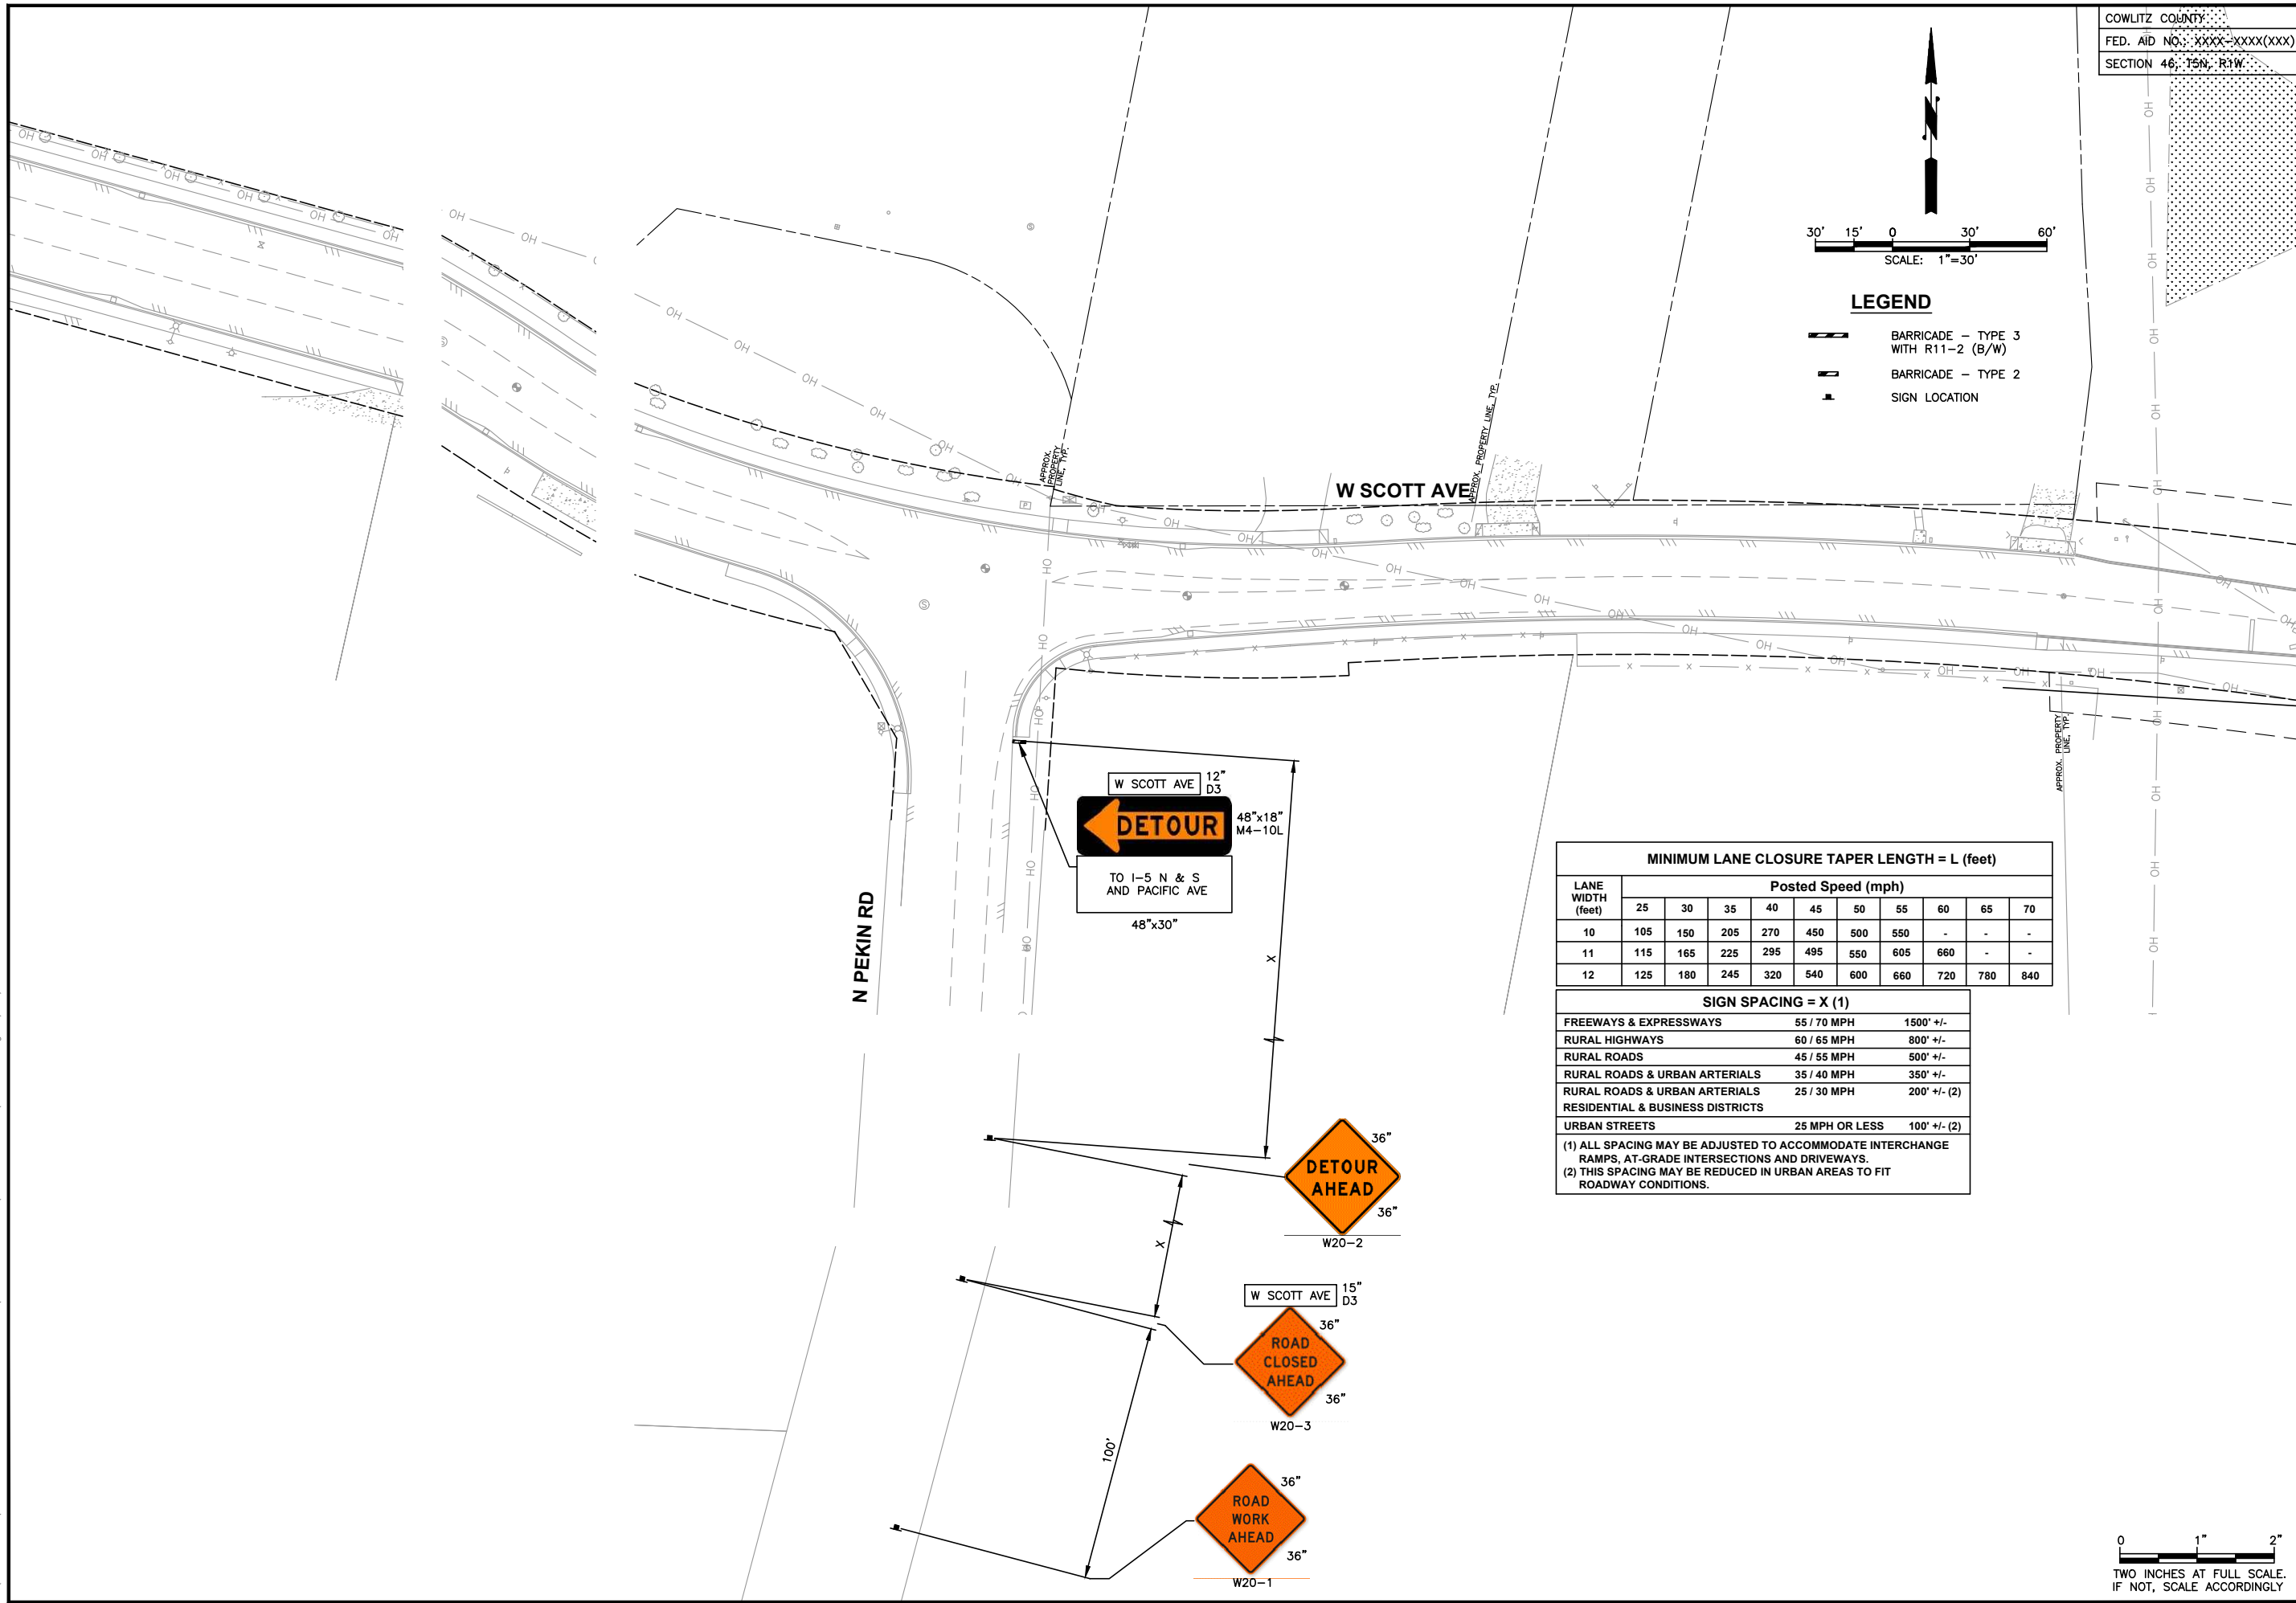 COWLITZ COUNTY
FED. AID NO.: XXXX-XXXX(XXX)
SECTION 46, T5N, R1W
N
30' 15' 0 30' 60'
SCALE: 1"=30'
LEGEND
BARRICADE - TYPE 3
WITH R11-2 (B/W)
BARRICADE - TYPE 2
SIGN LOCATION
APPROX.
PROPERTY
LINE, TYP.
APPROX. PROPERTY LINE, TYP.
W SCOTT AVE
APPROX. PROPERTY
LINE, TYP.
W SCOTT AVE 12"
D3
DETOUR
48"x18"
M4-10L
TO I-5 N & S
AND PACIFIC AVE
48"x30"
N PEKIN RD
X
MINIMUM LANE CLOSURE TAPER LENGTH = L (feet)
LANE WIDTH (feet) Posted Speed (mph)
25 30 35 40 45 50 55 60 65 70
10 105 150 205 270 450 500 550 - - -
11 115 165 225 295 495 550 605 660 - -
12 125 180 245 320 540 600 660 720 780 840
SIGN SPACING = X (1)
FREEWAYS & EXPRESSWAYS 55 / 70 MPH 1500' +/-
RURAL HIGHWAYS 60 / 65 MPH 800' +/-
RURAL ROADS 45 / 55 MPH 500' +/-
RURAL ROADS & URBAN ARTERIALS 35 / 40 MPH 350' +/-
RURAL ROADS & URBAN ARTERIALS 25 / 30 MPH 200' +/- (2)
RESIDENTIAL & BUSINESS DISTRICTS
URBAN STREETS 25 MPH OR LESS 100' +/- (2)
(1) ALL SPACING MAY BE ADJUSTED TO ACCOMMODATE INTERCHANGE
RAMPS, AT-GRADE INTERSECTIONS AND DRIVEWAYS.
(2) THIS SPACING MAY BE REDUCED IN URBAN AREAS TO FIT
ROADWAY CONDITIONS.
36"
DETOUR
AHEAD
36"
W20-2
X
W SCOTT AVE 15"
D3
36"
ROAD
CLOSED
AHEAD
36"
W20-3
100'
36"
ROAD
WORK
AHEAD
36"
W20-1
0 1" 2"
TWO INCHES AT FULL SCALE.
IF NOT, SCALE ACCORDINGLY